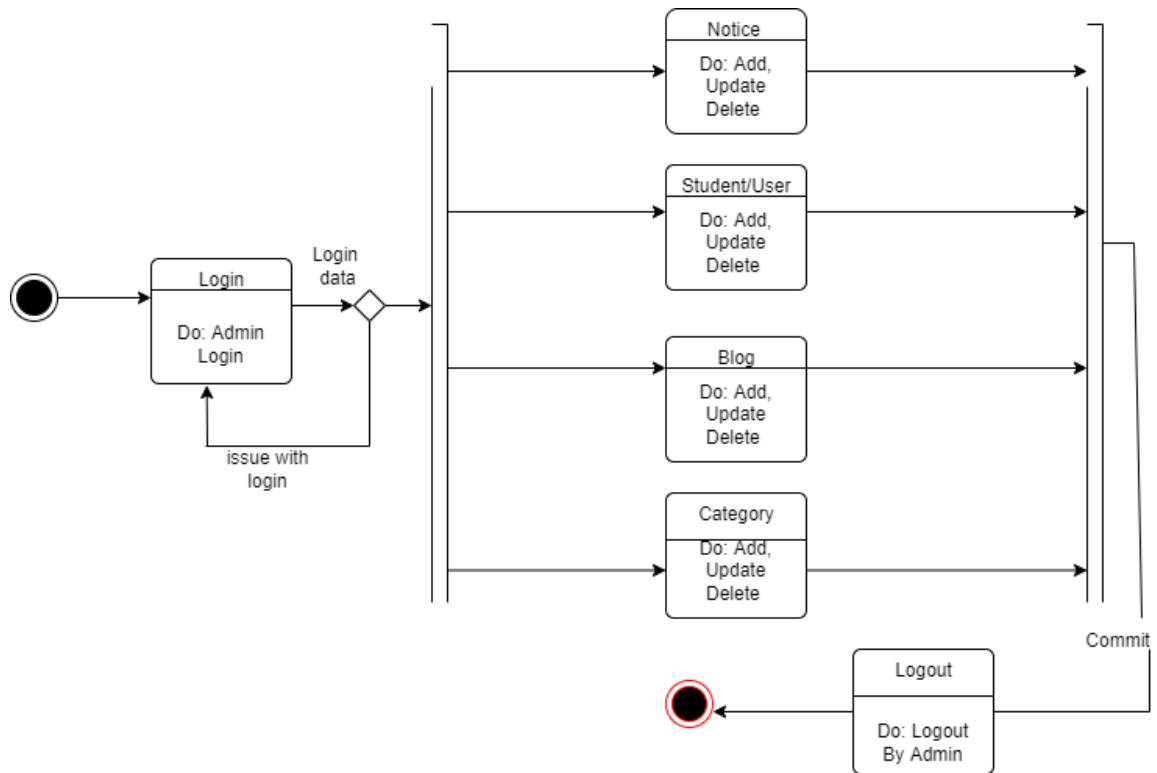 Notice
Do: Add,
Update
Delete
Student/User
Do: Add,
Update
Delete
Login
data
Login
Do: Admin
Login
issue with
login
Blog
Do: Add,
Update
Delete
Category
Do: Add,
Update
Delete
Commit
Logout
Do: Logout
By Admin